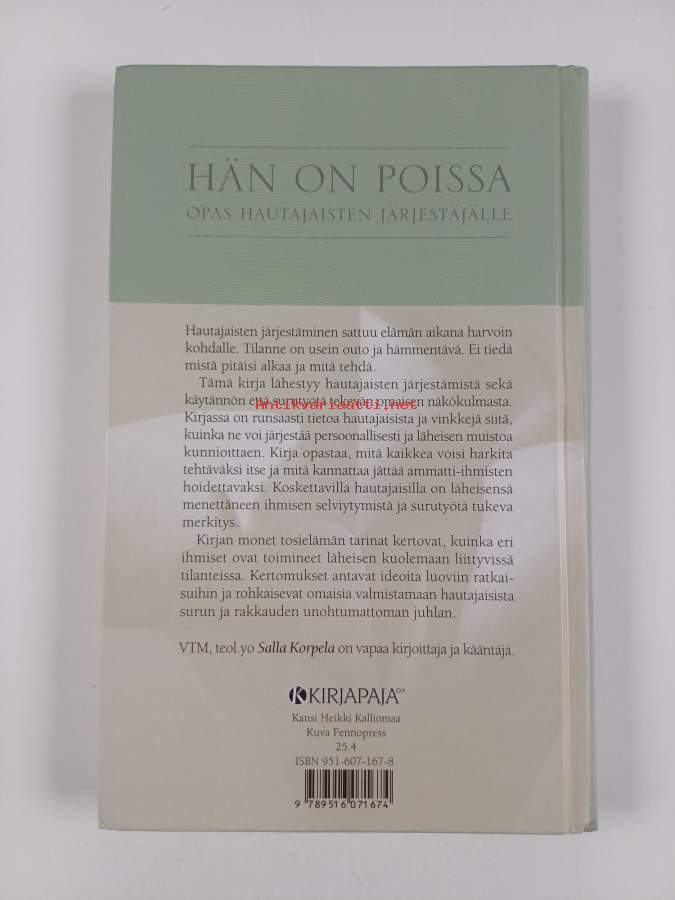 HÄN ON POISSA
OPAS HAUTAJAISTEN JÄRJESTÄJÄLLE
Hautajaisten järjestäminen sattuu elämän aikana harvoin
kohdalle. Tilanne on usein outo ja hämmentävä. Ei tiedä
mistä pitäisi alkaa ja mitä tehdä.
Tämä kirja lähestyy hautajaisten järjestämistä sekä
käytännön että surutyötä tekevän omaisen näkökulmasta.
Antikvariaatti.net
Kirjassa on runsaasti tietoa hautajaisista ja vinkkejä siitä,
kuinka ne voi järjestää persoonallisesti ja läheisen muistoa
kunnioittaen. Kirja opastaa, mitä kaikkea voisi harkita
tehtäväksi itse ja mitä kannattaa jättää ammatti-ihmisten
hoidettavaksi. Koskettavilla hautajaisilla on läheisensä
menettäneen ihmisen selviytymistä ja surutyötä tukeva
merkitys.
Kirjan monet tosielämän tarinat kertovat, kuinka eri
ihmiset ovat toimineet läheisen kuolemaan liittyvissä
tilanteissa. Kertomukset antavat ideoita luoviin ratkai-
suihin ja rohkaisevat omaisia valmistamaan hautajaisista
surun ja rakkauden unohtumattoman juhlan.
VTM, teol.yo Salla Korpela on vapaa kirjoittaja ja kääntäjä.
KIRJAPAJA OY
Kansi Heikki Kalliomaa
Kuva Fennopress
25.4
ISBN 951-607-167-8
9 789516 071674